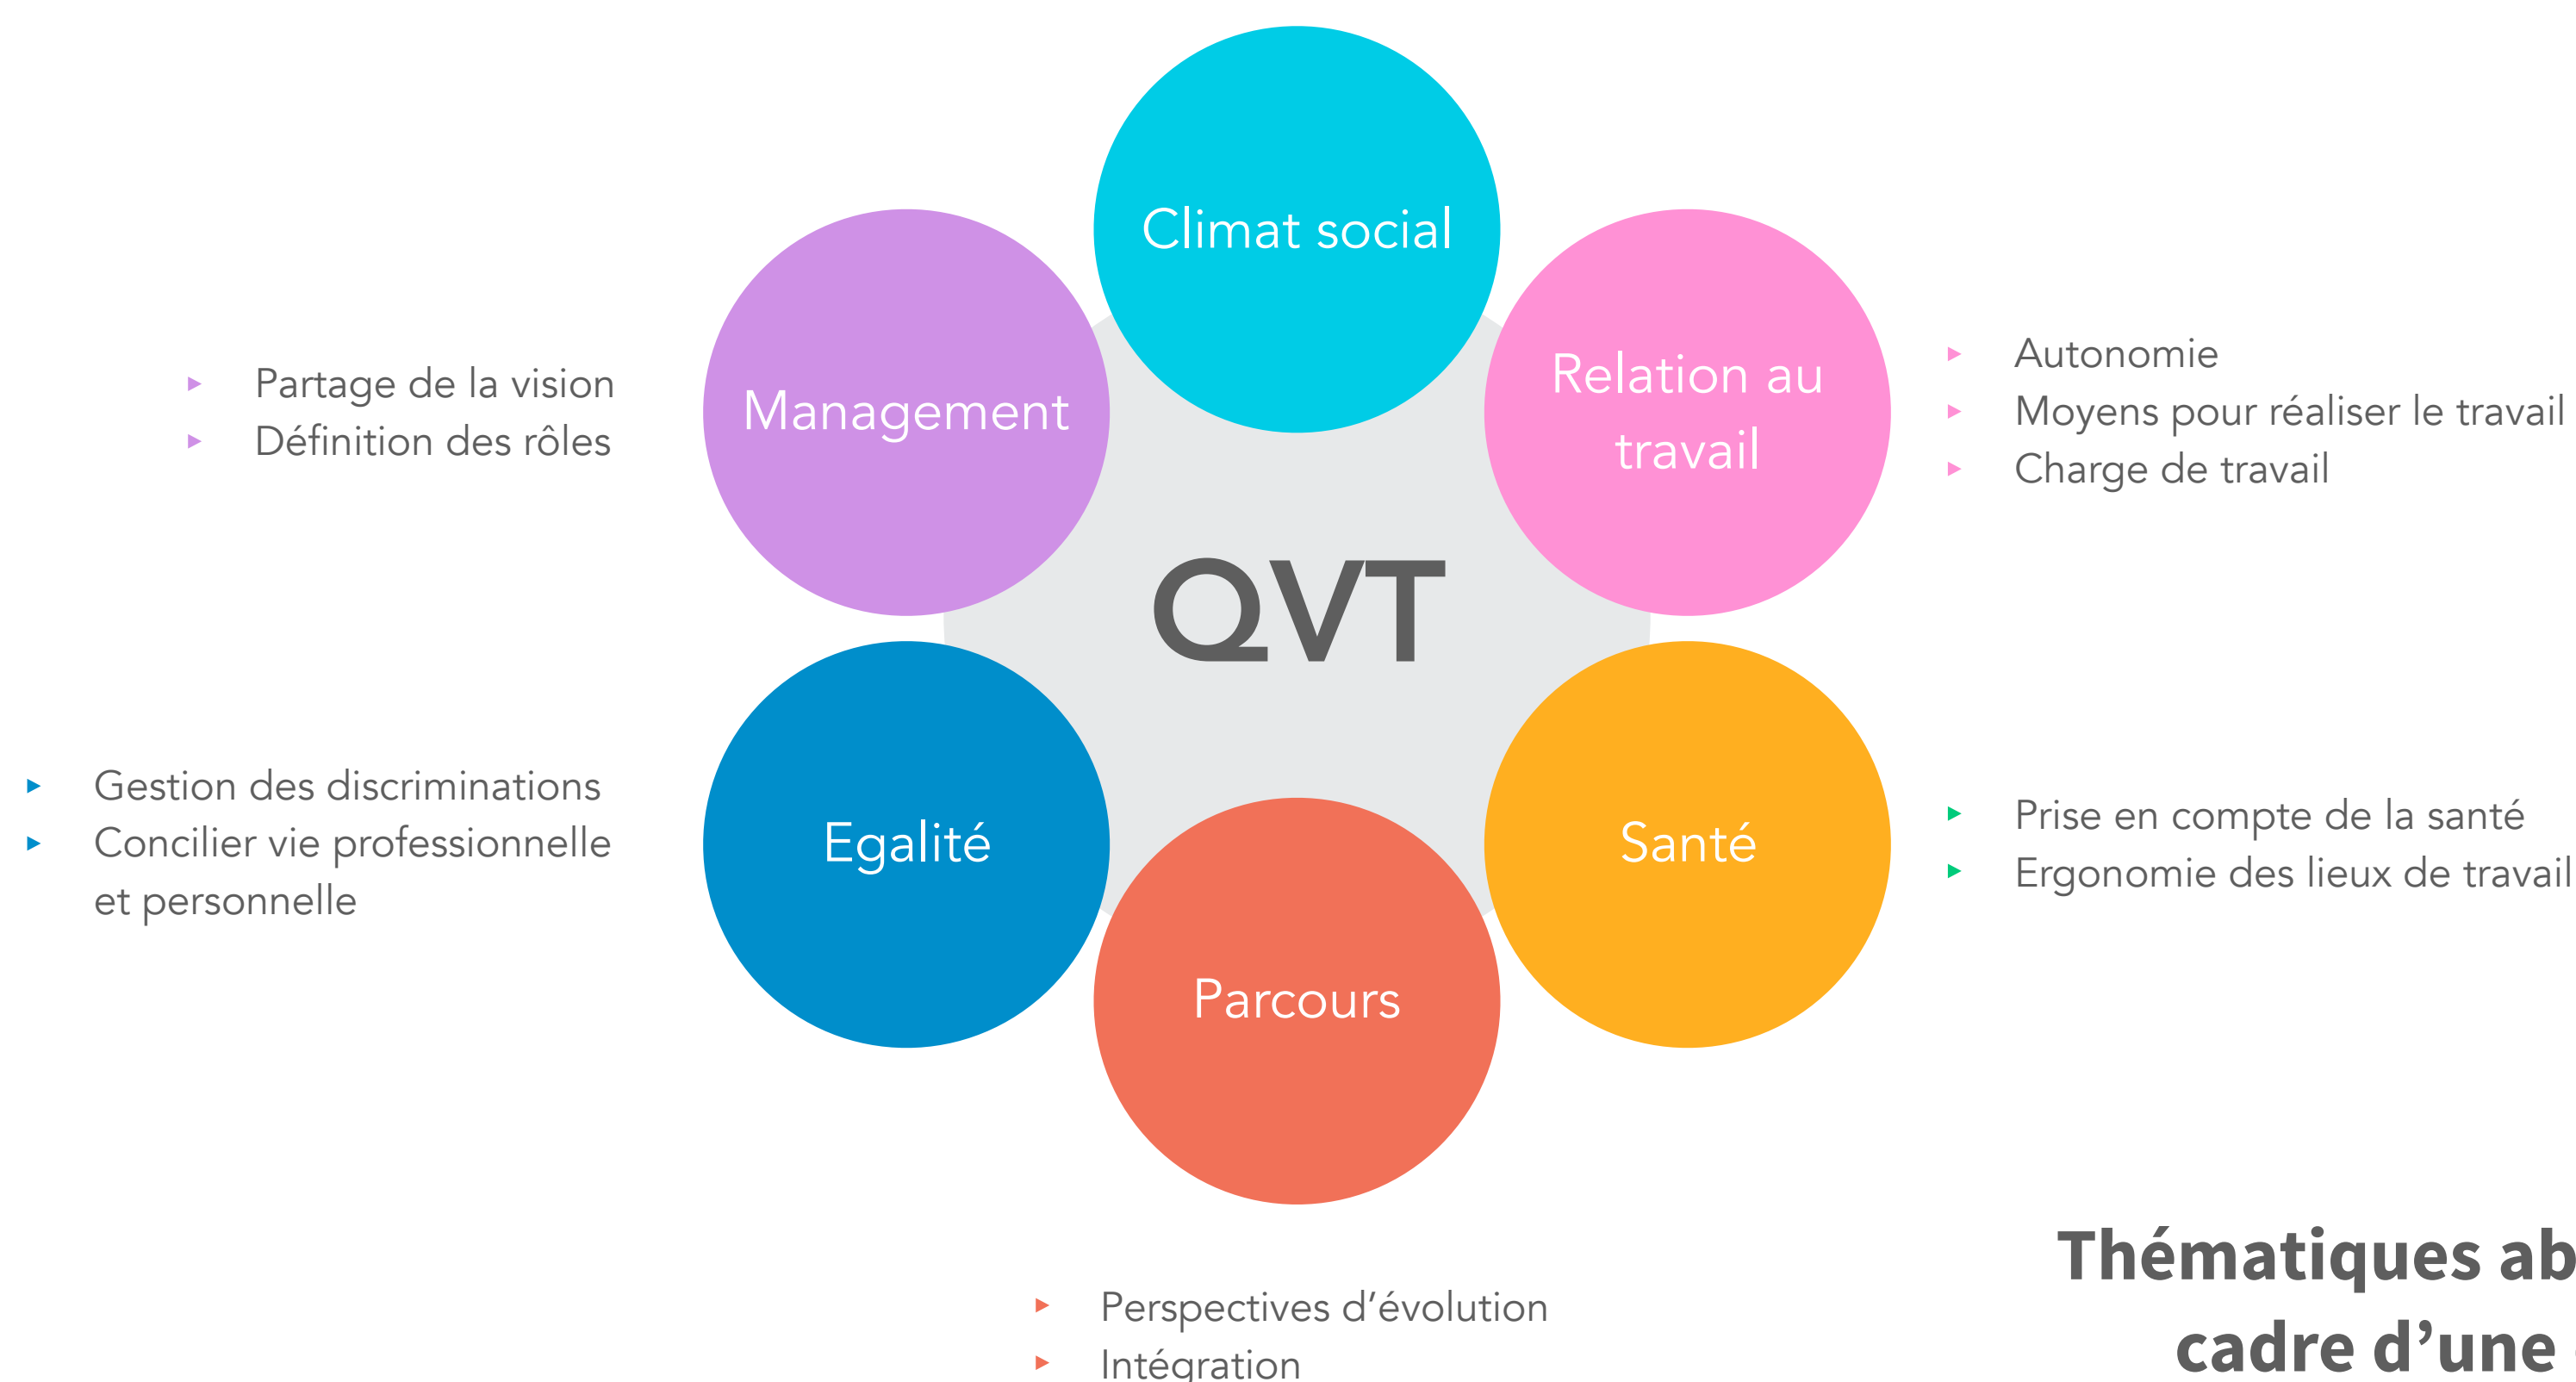 Climat social
Management
Relation au
travail
QVT
Egalité
Santé
Parcours
Partage de la vision
Définition des rôles
Autonomie
Moyens pour réaliser le travail
Charge de travail
Gestion des discriminations
Concilier vie professionnelle
et personnelle
Prise en compte de la santé
Ergonomie des lieux de travail
Perspectives d’évolution
Intégration
Thématiques
cadre d’une